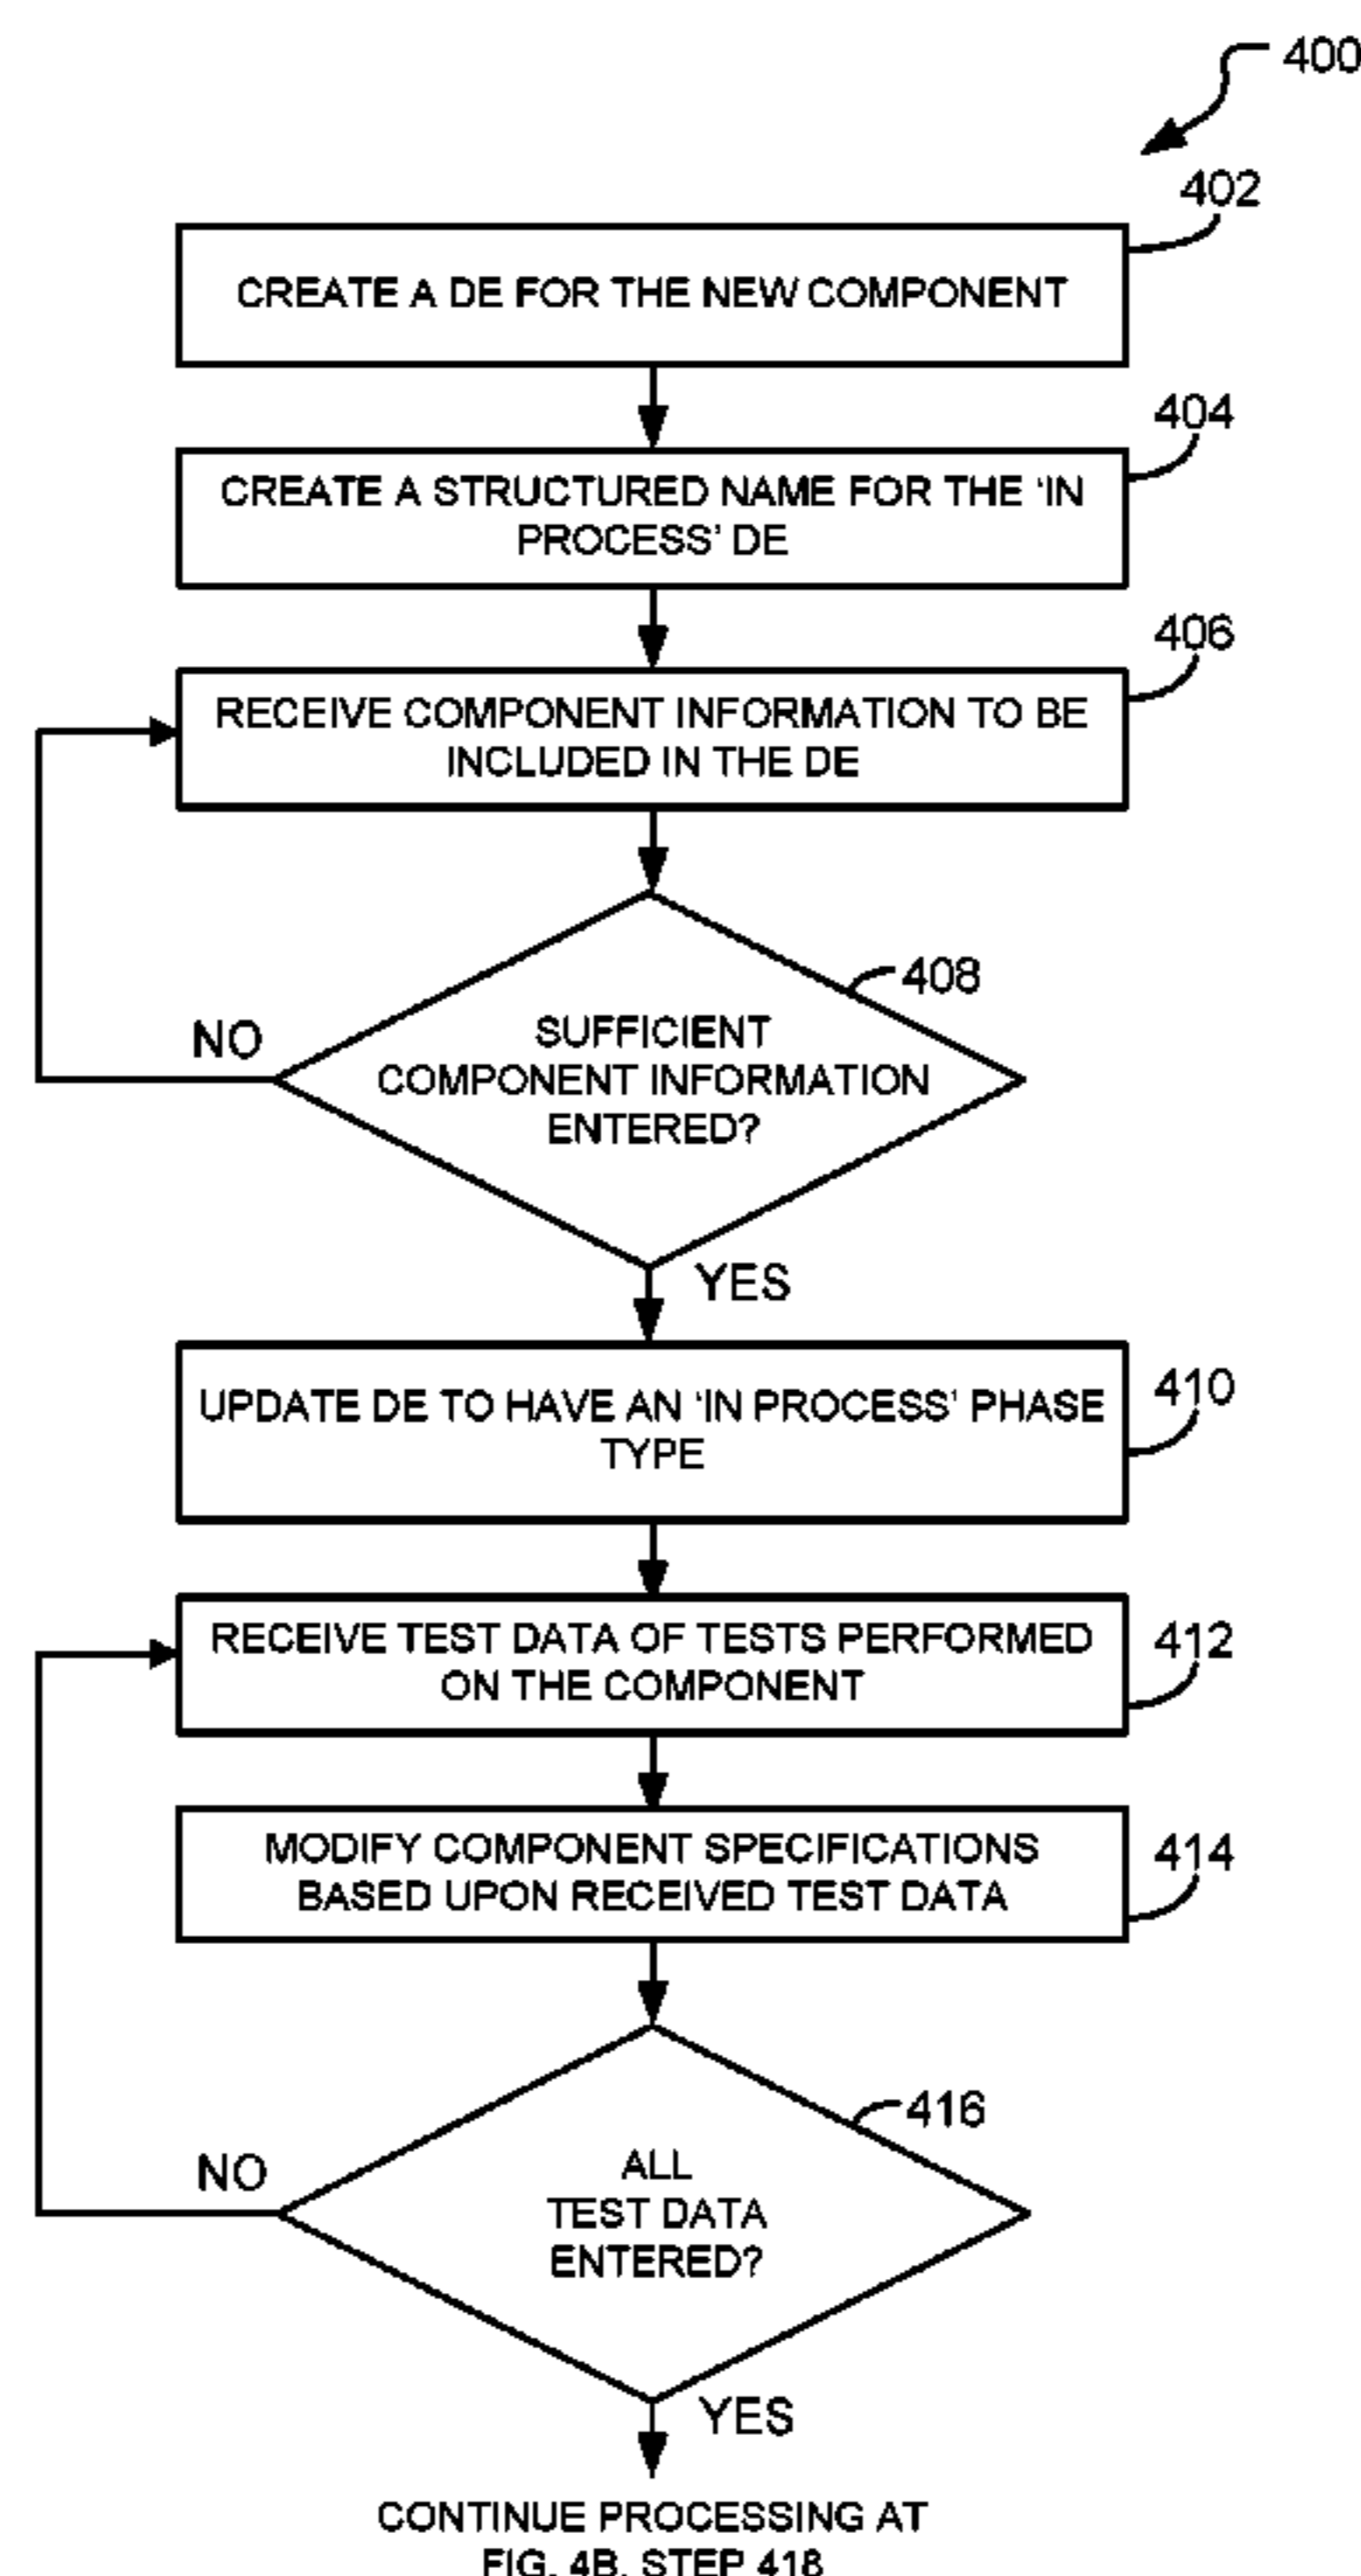 400
402
CREATE A DE FOR THE NEW COMPONENT
404
CREATE A STRUCTURED NAME FOR THE ‘IN
PROCESS’ DE
406
RECEIVE COMPONENT INFORMATION TO BE
INCLUDED IN THE DE
408
NO
SUFFICIENT
COMPONENT INFORMATION
ENTERED?
YES
UPDATE DE TO HAVE AN ‘IN PROCESS’ PHASE
TYPE
410
RECEIVE TEST DATA OF TESTS PERFORMED
ON THE COMPONENT
412
MODIFY COMPONENT SPECIFICATIONS
BASED UPON RECEIVED TEST DATA
414
416
NO
ALL
TEST DATA
ENTERED?
YES
CONTINUE PROCESSING AT
FIG. 4B, STEP 418